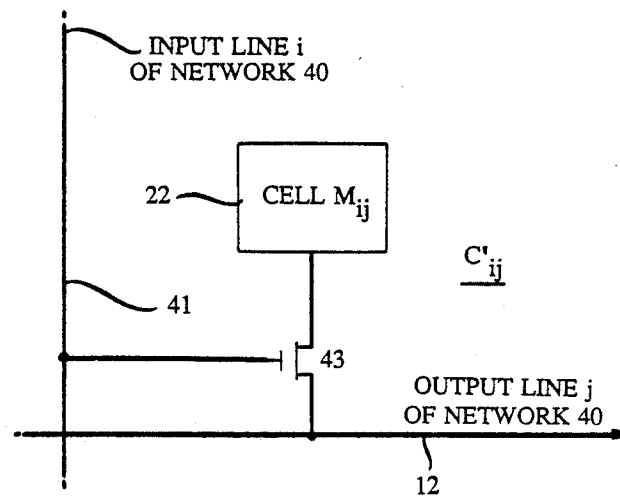 INPUT LINE i
OF NETWORK 40
22
CELL Mij
C'ij
41
43
OUTPUT LINE j
OF NETWORK 40
12